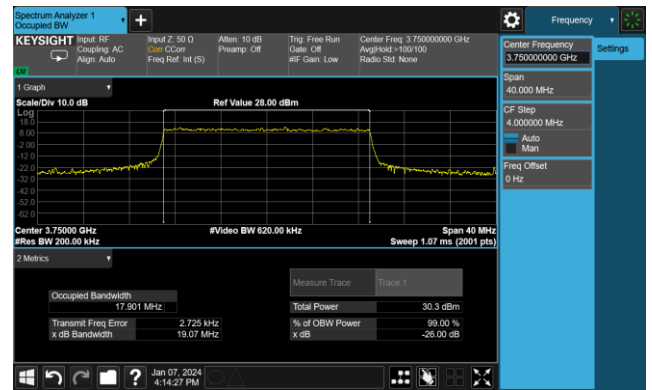 Spectrum Analyzer 1
Occupied BW
Frequency
KEYSIGHT
Input: RF
Coupling: AC
Align: Auto
Input Z: 50 Ω
Corr CCorr
Freq Ref: Int (S)
Atten: 10 dB
Preamp: Off
Trig: Free Run
Gate: Off
#IF Gain: Low
Center Freq: 3.750000000 GHz
Avg|Hold:>100/100
Radio Std: None
Center Frequency
3.750000000 GHz
Settings
Span
40.000 MHz
CF Step
4.000000 MHz
Auto
Man
Freq Offset
0 Hz
1 Graph
Scale/Div 10.0 dB
Ref Value 28.00 dBm
Log
18.0
8.00
-2.00
-12.0
-22.0
-32.0
-42.0
-52.0
-62.0
Center 3.75000 GHz
#Video BW 620.00 kHz
Span 40 MHz
#Res BW 200.00 kHz
Sweep 1.07 ms (2001 pts)
2 Metrics
Measure Trace
Trace 1
Occupied Bandwidth
17.901 MHz
Total Power
30.3 dBm
Transmit Freq Error
2.725 kHz
% of OBW Power
99.00 %
x dB Bandwidth
19.07 MHz
x dB
-26.00 dB
?
Jan 07, 2024
4:14:27 PM